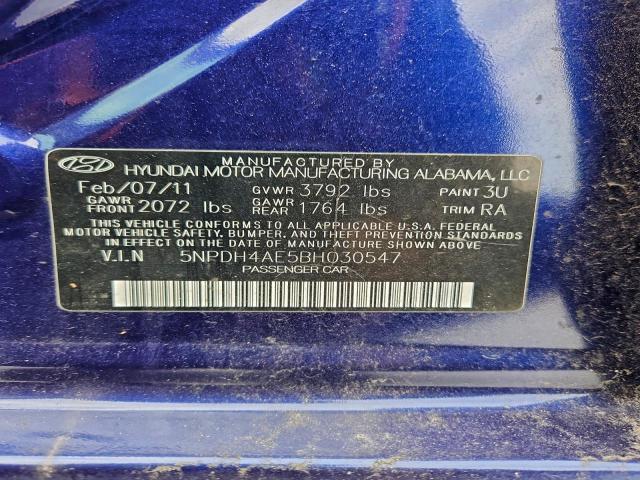 MANUFACTURED BY
HYUNDAI MOTOR MANUFACTURING ALABAMA, LLC
Feb/07/11 GVWR 3792 lbs PAINT 3U
GAWR FRONT 2072 lbs GAWR REAR 1764 lbs TRIM RA
THIS VEHICLE CONFORMS TO ALL APPLICABLE U.S.A. FEDERAL
MOTOR VEHICLE SAFETY, BUMPER, AND THEFT PREVENTION STANDARDS
IN EFFECT ON THE DATE OF MANUFACTURE SHOWN ABOVE.
V.I.N 5NPDH4AE5BH030547
PASSENGER CAR